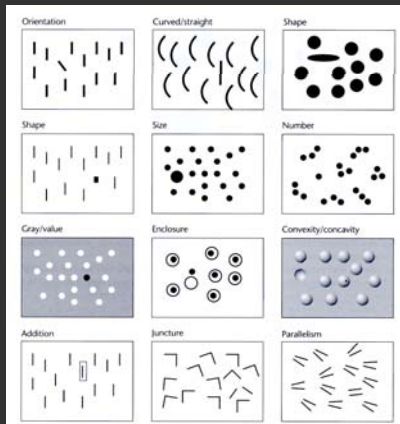 Orientation
Curved/straight
Shape
Shape
Size
Number
Gray/value
Enclosure
Convexity/concavity
Addition
Juncture
Parallelism